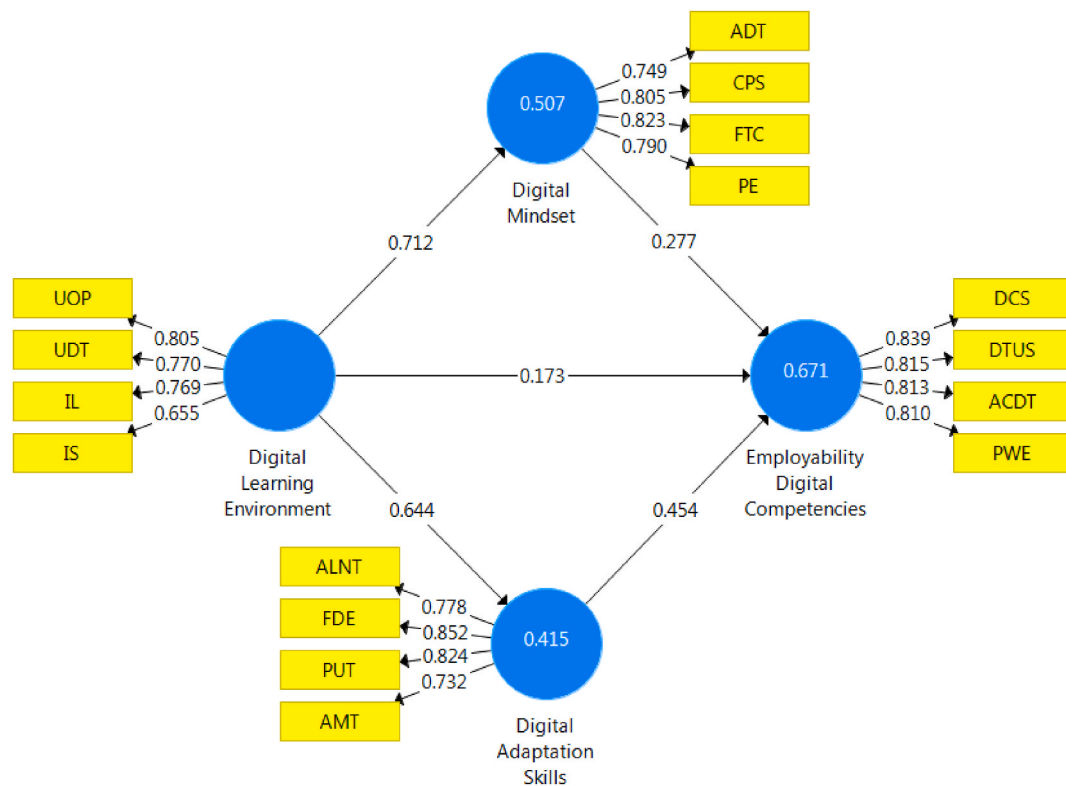 ADT
0.749
CPS
0.805
0.507
0.823
FTC
0.790
PE
Digital
Mindset
0.712
0.277
UOP
0.805
UDT
0.770
0.769
IL
0.655
IS
Digital
Learning
Environment
0.173
DCS
0.839
DTUS
0.815
0.671
0.813
ACDT
0.810
PWE
Employability
Digital
Competencies
0.644
0.454
ALNT
0.778
FDE
0.852
0.415
0.824
PUT
0.732
AMT
Digital
Adaptation
Skills